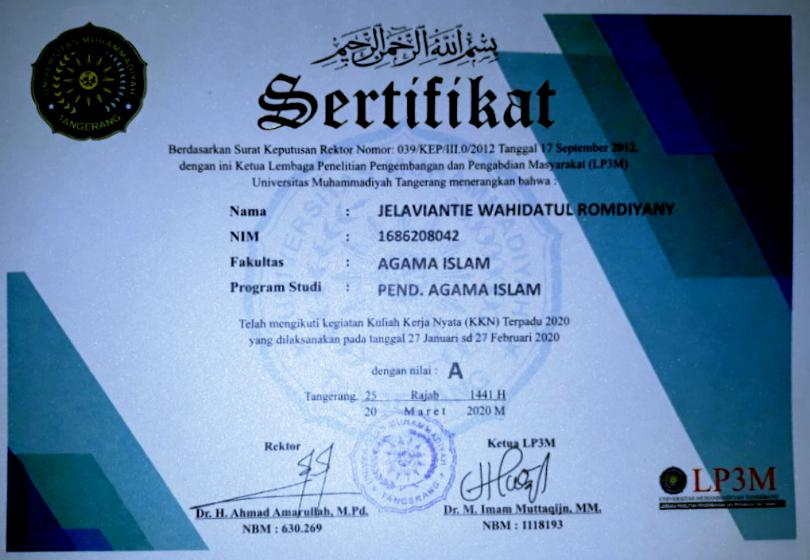 بسم الله الرحمن الرحيم
UNIVERSITAS MUHAMMADIYAH
TANGERANG
Sertifikat
Berdasarkan Surat Keputusan Rektor Nomor: 039/KEP/III.0/2012 Tanggal 17 September 2012,
dengan ini Ketua Lembaga Penelitian Pengembangan dan Pengabdian Masyarakat (LP3M)
Universitas Muhammadiyah Tangerang menerangkan bahwa :
Nama : JELAVIANTIE WAHIDATUL ROMDIYANY
NIM : 1686208042
Fakultas : AGAMA ISLAM
Program Studi : PEND. AGAMA ISLAM
Telah mengikuti kegiatan Kuliah Kerja Nyata (KKN) Terpadu 2020
yang dilaksanakan pada tanggal 27 Januari sd 27 Februari 2020
dengan nilai : A
Tangerang, 25 Rajab 1441 H
20 Maret 2020 M
Rektor
Ketua LP3M
UNIVERSITAS MUHAMMADIYAH
TANGERANG
Dr. H. Ahmad Amarullah, M.Pd.
NBM : 630.269
Dr. M. Imam Muttaqijn, MM.
NBM : 1118193
LP3M
UNIVERSITAS MUHAMMADIYAH TANGERANG